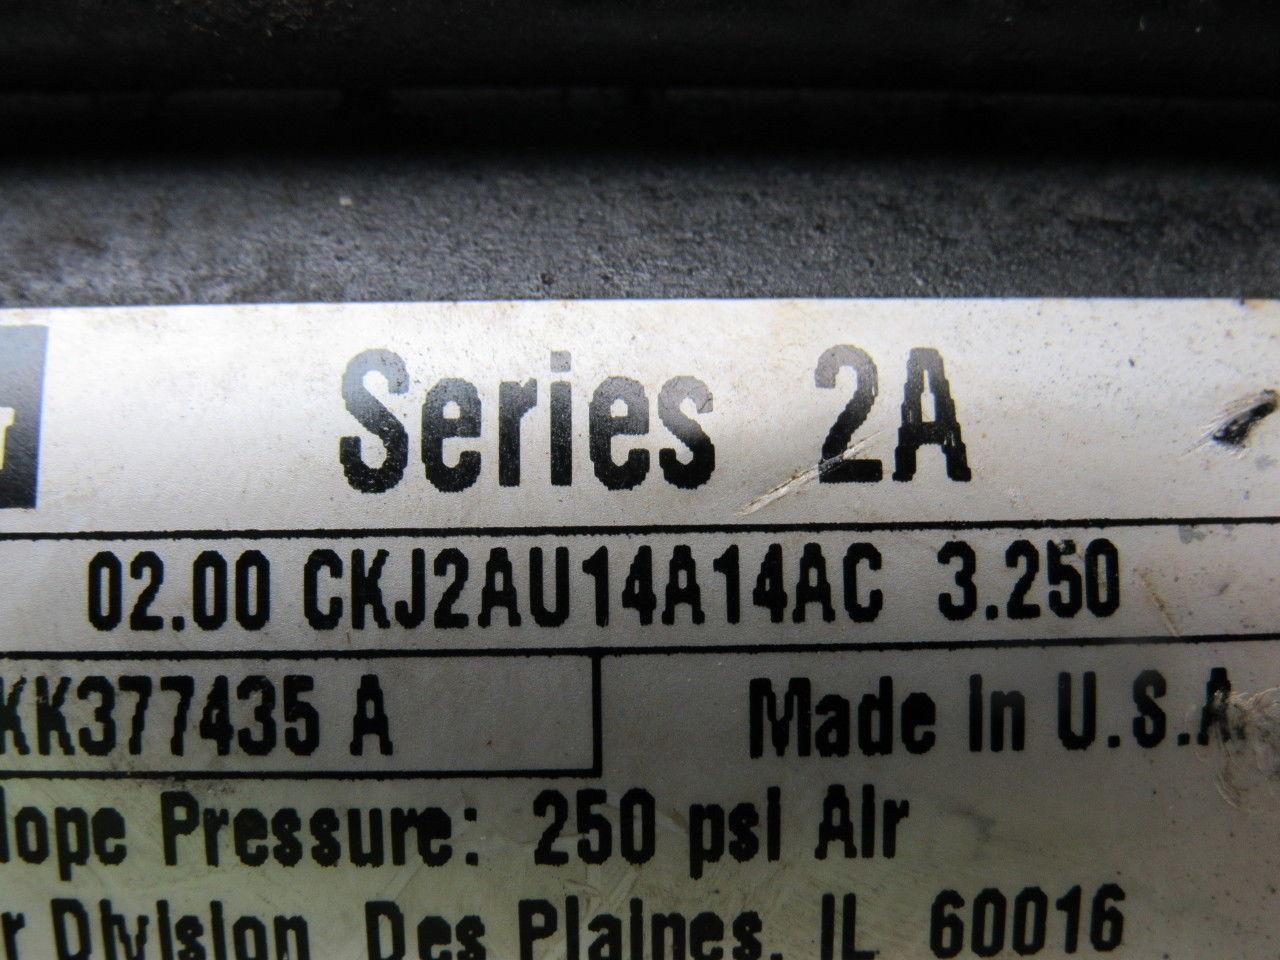 Series 2A
02.00 CKJ2AU14A14AC 3.250
KK377435 A
Made in U.S.A.
lope Pressure: 250 psi Air
r Division Des Plaines, IL 60016